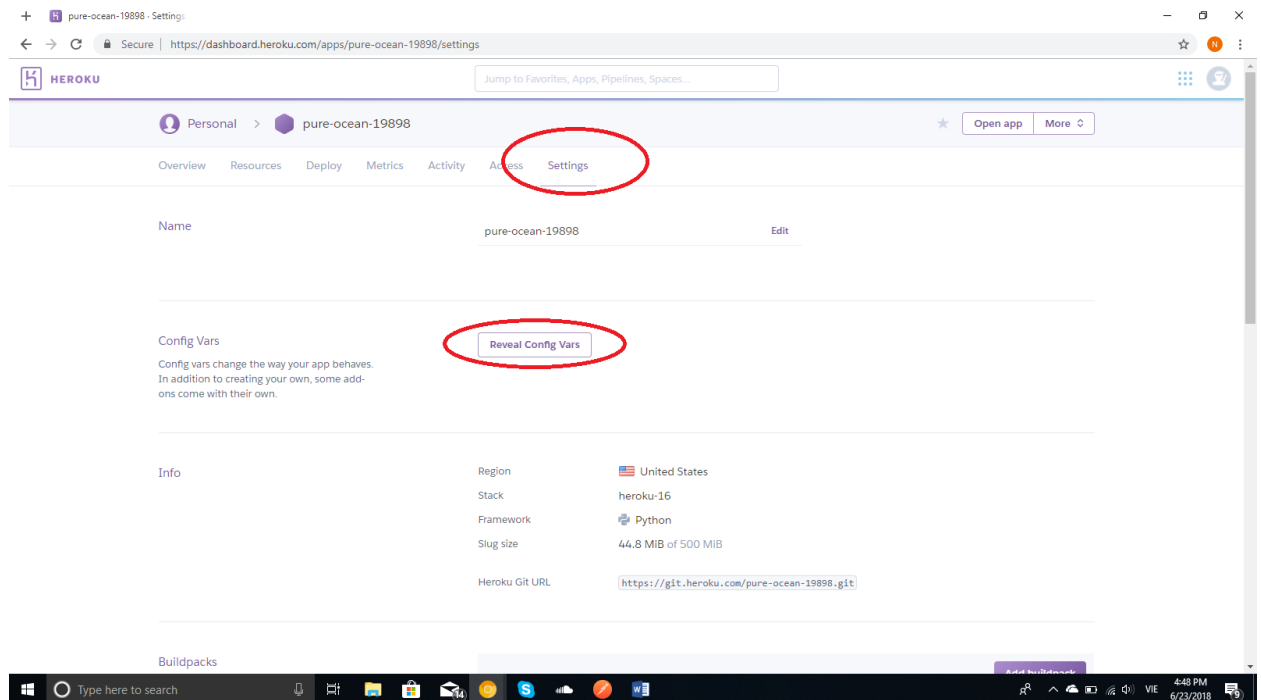 pure-ocean-19898 · Settings
Secure | https://dashboard.heroku.com/apps/pure-ocean-19898/settings
N
HEROKU
Jump to Favorites, Apps, Pipelines, Spaces...
Personal > pure-ocean-19898
Open app More
Overview Resources Deploy Metrics Activity Access Settings
Name
pure-ocean-19898 Edit
Config Vars
Config vars change the way your app behaves.
In addition to creating your own, some add-
ons come with their own.
Reveal Config Vars
Info
Region United States
Stack heroku-16
Framework Python
Slug size 44.8 MiB of 500 MiB
Heroku Git URL https://git.heroku.com/pure-ocean-19898.git
Buildpacks
Add buildpack
Type here to search
14
VIE
4:48 PM
6/23/2018